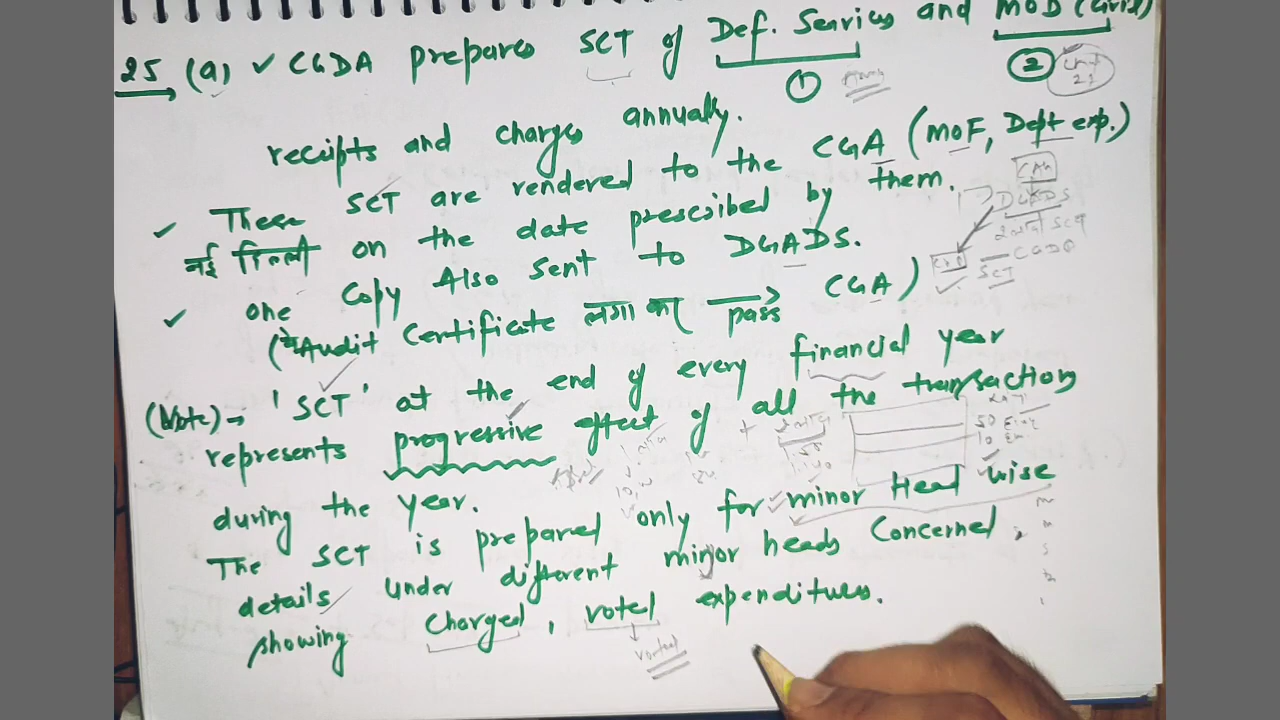 25 (a) ✓ CGDA prepares SCT of Def. Services and MOD (Civil)
① ②
receipts and charges annually.
✓ These SCT are rendered to the CGA (MOF, Dept exp.)
नई दिल्ली on the date prescribed by them.
✓ one copy Also sent to DGADS.
(ये Audit Certificate लगा कर → pass CGA)
(Note) → 'SCT' at the end of every financial year
represents progressive effect of all the transaction
during the year.
The SCT is prepared only for minor Head wise
details under different minor heads Concerned,
showing charged, voted expenditures.